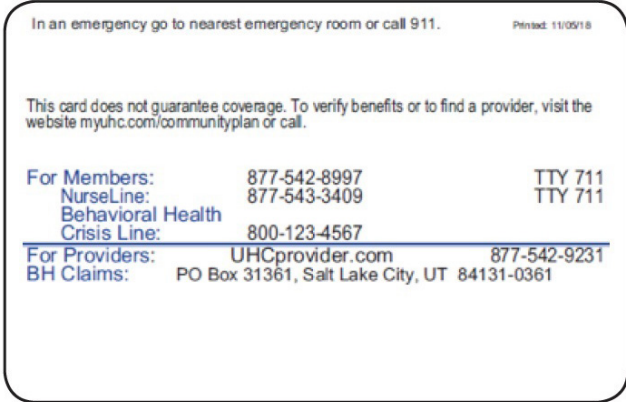 In an emergency go to nearest emergency room or call 911. Printed: 11/05/18
This card does not guarantee coverage. To verify benefits or to find a provider, visit the
website myuhc.com/communityplan or call.
For Members: 877-542-8997 TTY 711
NurseLine: 877-543-3409 TTY 711
Behavioral Health
Crisis Line: 800-123-4567
For Providers: UHCprovider.com 877-542-9231
BH Claims: PO Box 31361, Salt Lake City, UT 84131-0361